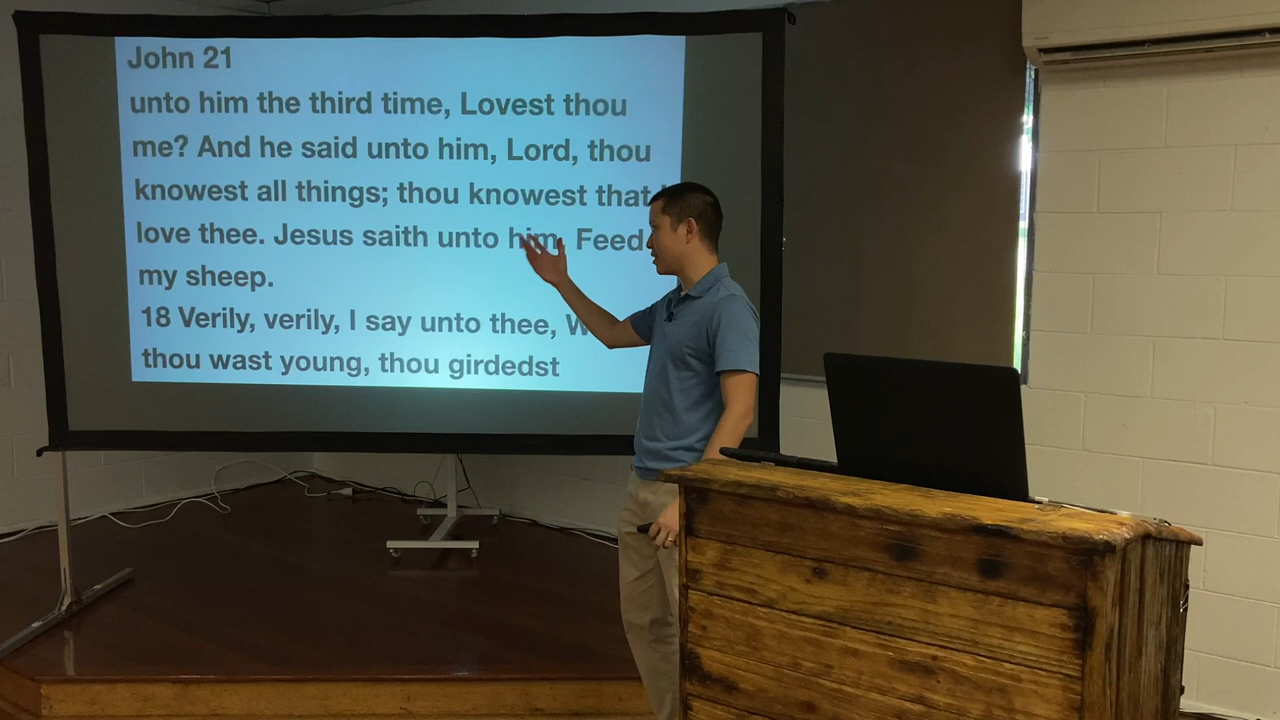 John 21
unto him the third time, Lovest thou
me? And he said unto him, Lord, thou
knowest all things; thou knowest that
love thee. Jesus saith unto him, Feed
my sheep.
18 Verily, verily, I say unto thee,
thou wast young, thou girdedst